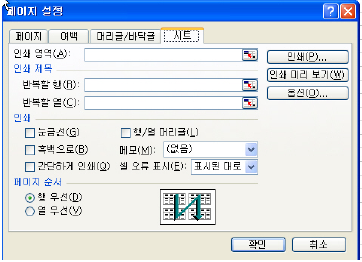 페이지 설정
페이지 여백 머리글/바닥글 시트
인쇄 영역(A):
인쇄 제목
반복할 행(R):
반복할 열(C):
인쇄
눈금선(G) 행/열 머리글(L)
흑백으로(B) 메모(M): (없음)
간단하게 인쇄(Q) 셀 오류 표시(E): 표시된 대로
페이지 순서
행 우선(D)
열 우선(V)
인쇄(P)...
인쇄 미리 보기(W)
옵션(O)...
확인 취소